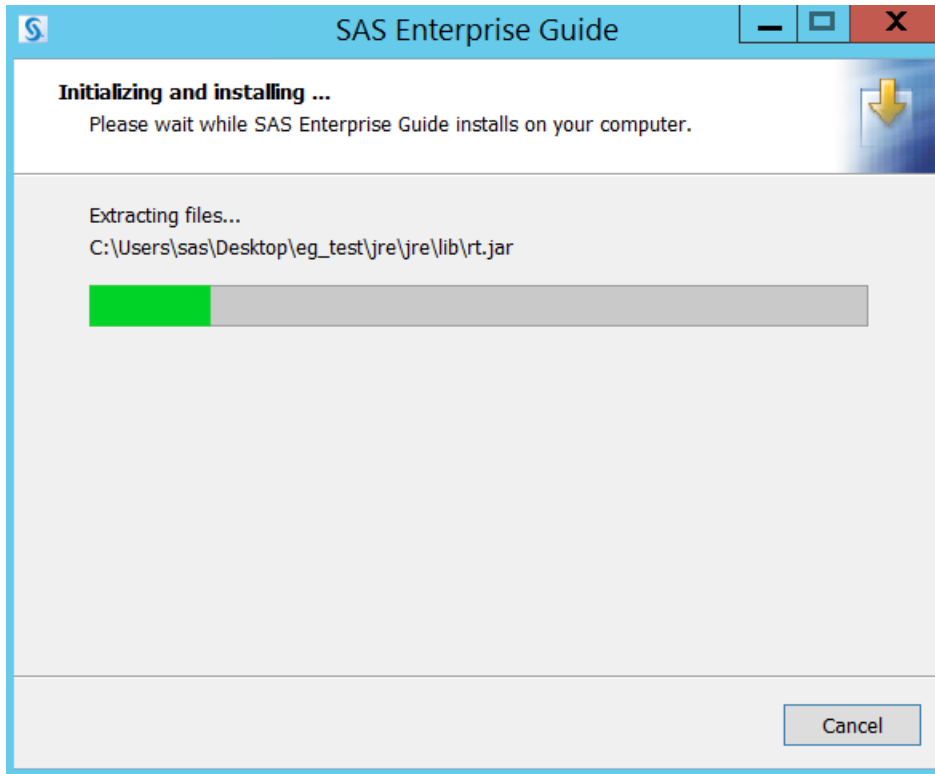 SAS Enterprise Guide
Initializing and installing ...
Please wait while SAS Enterprise Guide installs on your computer.
Extracting files...
C:\Users\sas\Desktop\eg_test\jre\jre\lib\rt.jar
Cancel